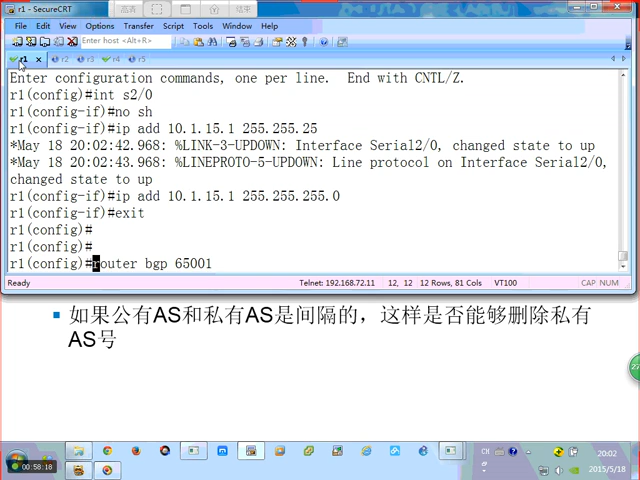 r1 - SecureCRT
File Edit View Options Transfer Script Tools Window Help
Enter host <Alt+R>
r1 r2 r3 r4 r5
Enter configuration commands, one per line.  End with CNTL/Z.
r1(config)#int s2/0
r1(config-if)#no sh
r1(config-if)#ip add 10.1.15.1 255.255.25
*May 18 20:02:42.968: %LINK-3-UPDOWN: Interface Serial2/0, changed state to up
*May 18 20:02:43.968: %LINEPROTO-5-UPDOWN: Line protocol on Interface Serial2/0,
changed state to up
r1(config-if)#ip add 10.1.15.1 255.255.255.0
r1(config-if)#exit
r1(config)#
r1(config)#
r1(config)#router bgp 65001
Ready Telnet: 192.168.72.11 12, 12 12 Rows, 81 Cols VT100 CAP NUM
如果公有AS和私有AS是间隔的，这样是否能够删除私有
AS号
27
CN
20:02
00:58:18
2015/5/18